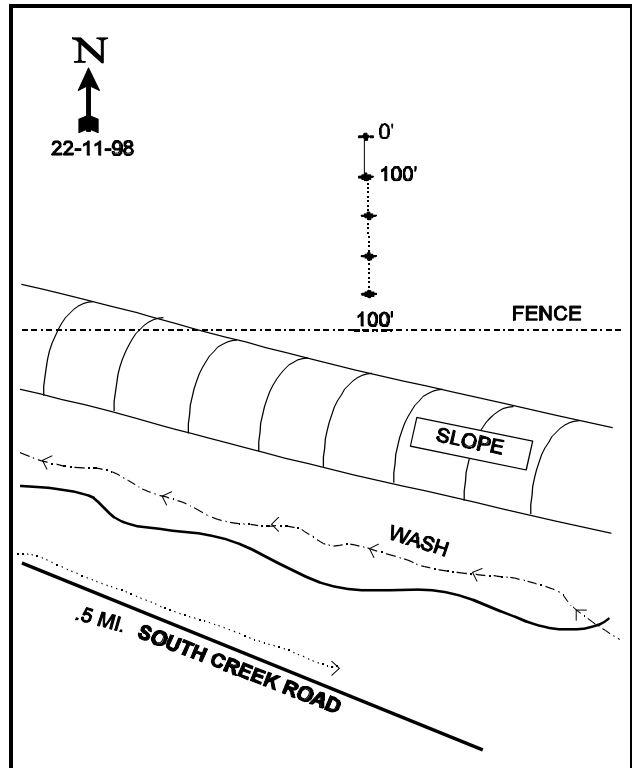 N
22-11-98
0'
100'
100'
FENCE
SLOPE
WASH
.5 MI. SOUTH CREEK ROAD